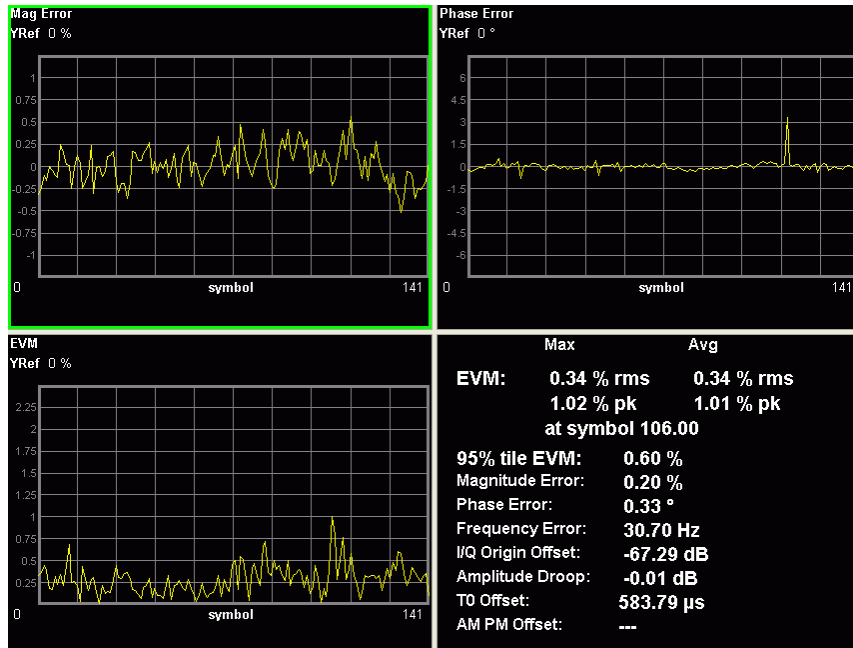 Mag Error
YRef 0 %
1
0.75
0.5
0.25
0
-0.25
-0.5
-0.75
-1
0 symbol 141
Phase Error
YRef 0 °
6
4.5
3
1.5
0
-1.5
-3
-4.5
-6
0 symbol 141
EVM
YRef 0 %
2.25
2
1.75
1.5
1.25
1
0.75
0.5
0.25
0 symbol 141
Max Avg
EVM: 0.34 % rms 0.34 % rms
1.02 % pk 1.01 % pk
at symbol 106.00
95% tile EVM: 0.60 %
Magnitude Error: 0.20 %
Phase Error: 0.33 °
Frequency Error: 30.70 Hz
I/Q Origin Offset: -67.29 dB
Amplitude Droop: -0.01 dB
T0 Offset: 583.79 µs
AM PM Offset: ---